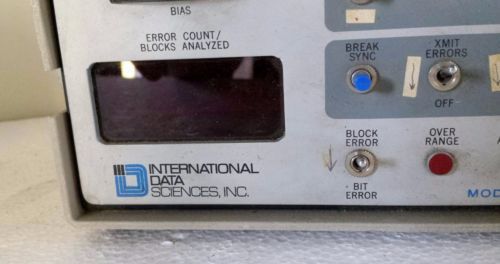 BIAS
ERROR COUNT/
BLOCKS ANALYZED
BREAK
SYNC
XMIT
ERRORS
OFF
BLOCK
ERROR
BIT
ERROR
OVER
RANGE
INTERNATIONAL
DATA
SCIENCES, INC.